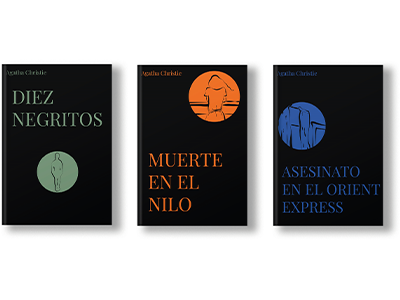 Agatha Christie
DIEZ
NEGRITOS
Agatha Christie
MUERTE
EN EL
NILO
Agatha Christie
ASESINATO
EN EL ORIENT
EXPRESS